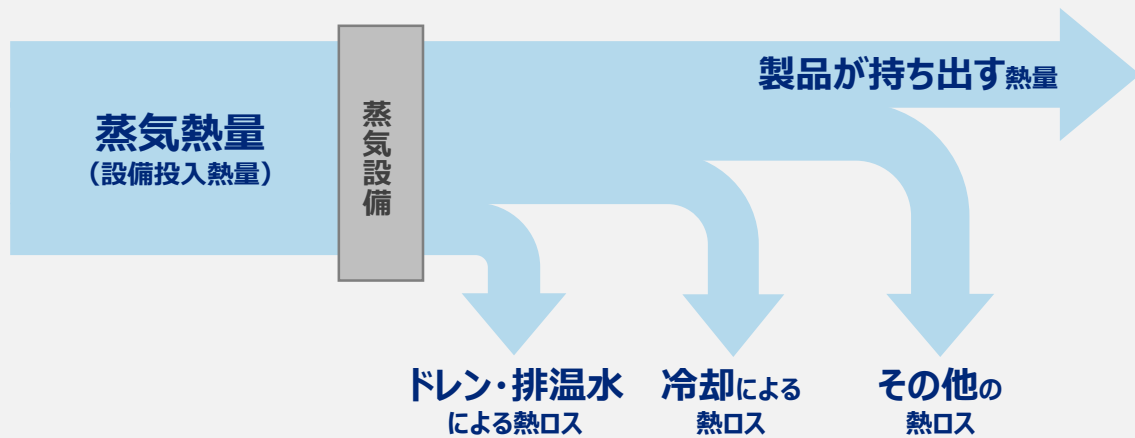 蒸気熱量
（設備投入熱量）
蒸気設備
製品が持ち出す熱量
ドレン・排温水
による熱ロス
冷却による
熱ロス
その他の
熱ロス